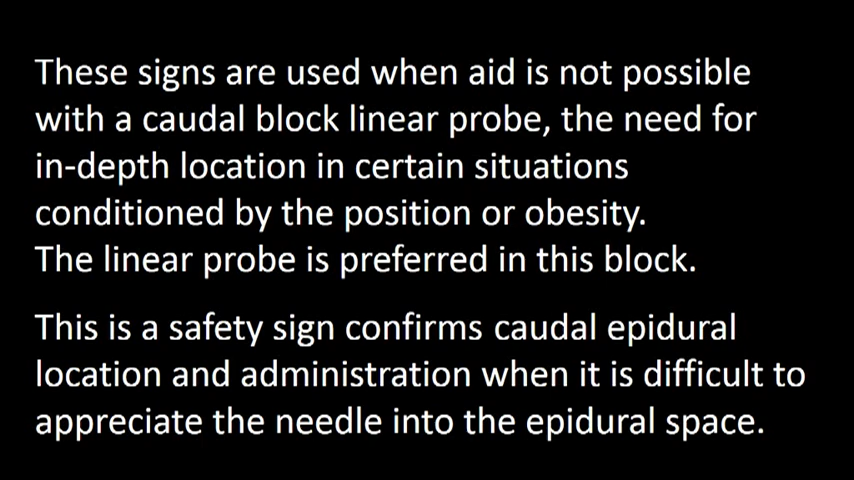 These signs are used when aid is not possible
with a caudal block linear probe, the need for
in-depth location in certain situations
conditioned by the position or obesity.
The linear probe is preferred in this block.
This is a safety sign confirms caudal epidural
location and administration when it is difficult to
appreciate the needle into the epidural space.